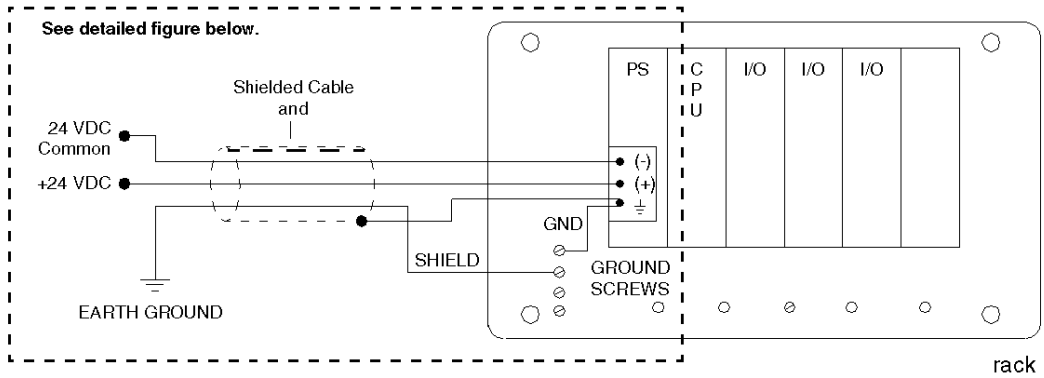 See detailed figure below.
Shielded Cable
and
24 VDC
Common
+24 VDC
PS
C
P
U
I/O
I/O
I/O
(-)
(+)
GND
SHIELD
GROUND
SCREWS
EARTH GROUND
rack